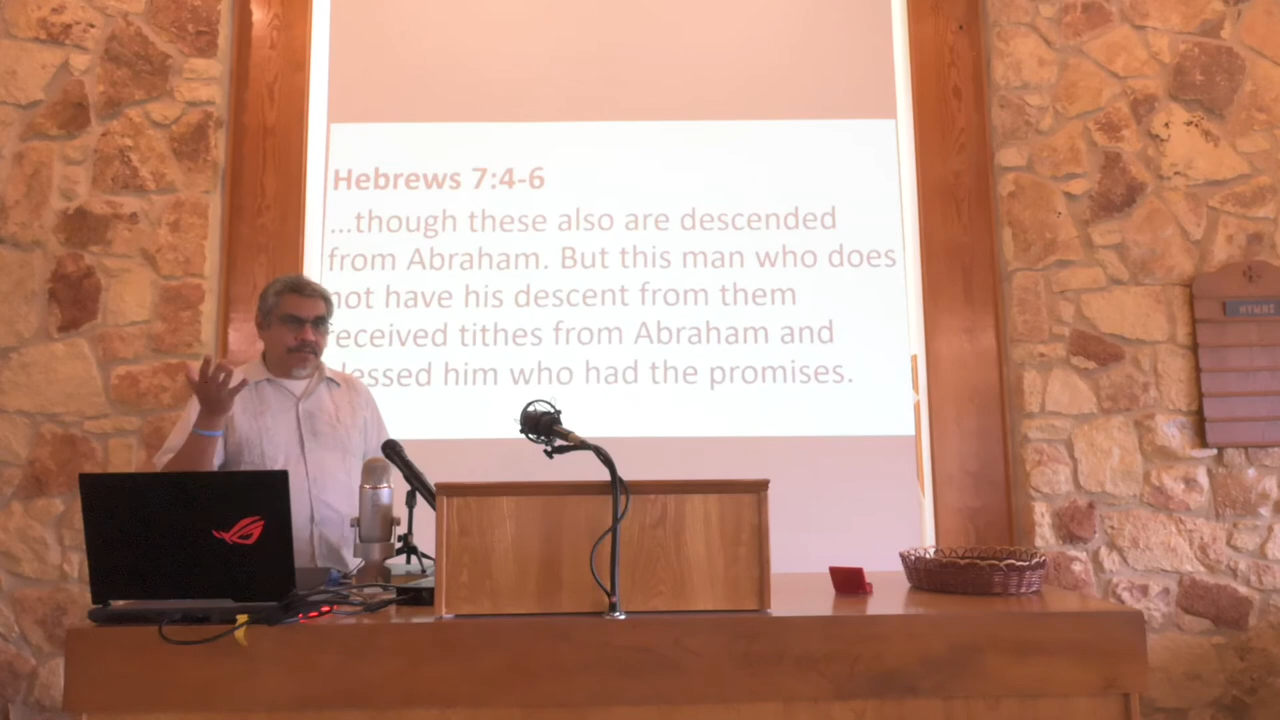 Hebrews 7:4-6
...though these also are descended
from Abraham. But this man who does
not have his descent from them
received tithes from Abraham and
lessed him who had the promises.
HYMNS